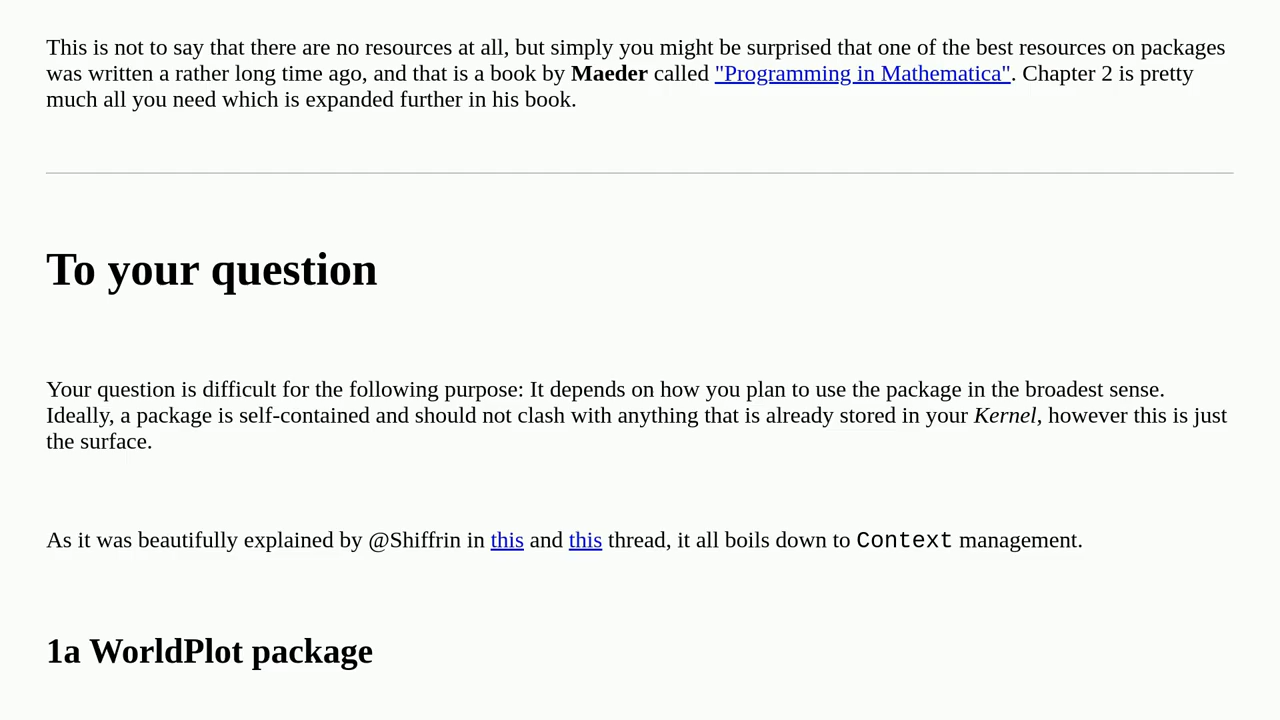 This is not to say that there are no resources at all, but simply you might be surprised that one of the best resources on packages
was written a rather long time ago, and that is a book by Maeder called "Programming in Mathematica". Chapter 2 is pretty
much all you need which is expanded further in his book.
To your question
Your question is difficult for the following purpose: It depends on how you plan to use the package in the broadest sense.
Ideally, a package is self-contained and should not clash with anything that is already stored in your Kernel, however this is just
the surface.
As it was beautifully explained by @Shiffrin in this and this thread, it all boils down to Context management.
1a WorldPlot package